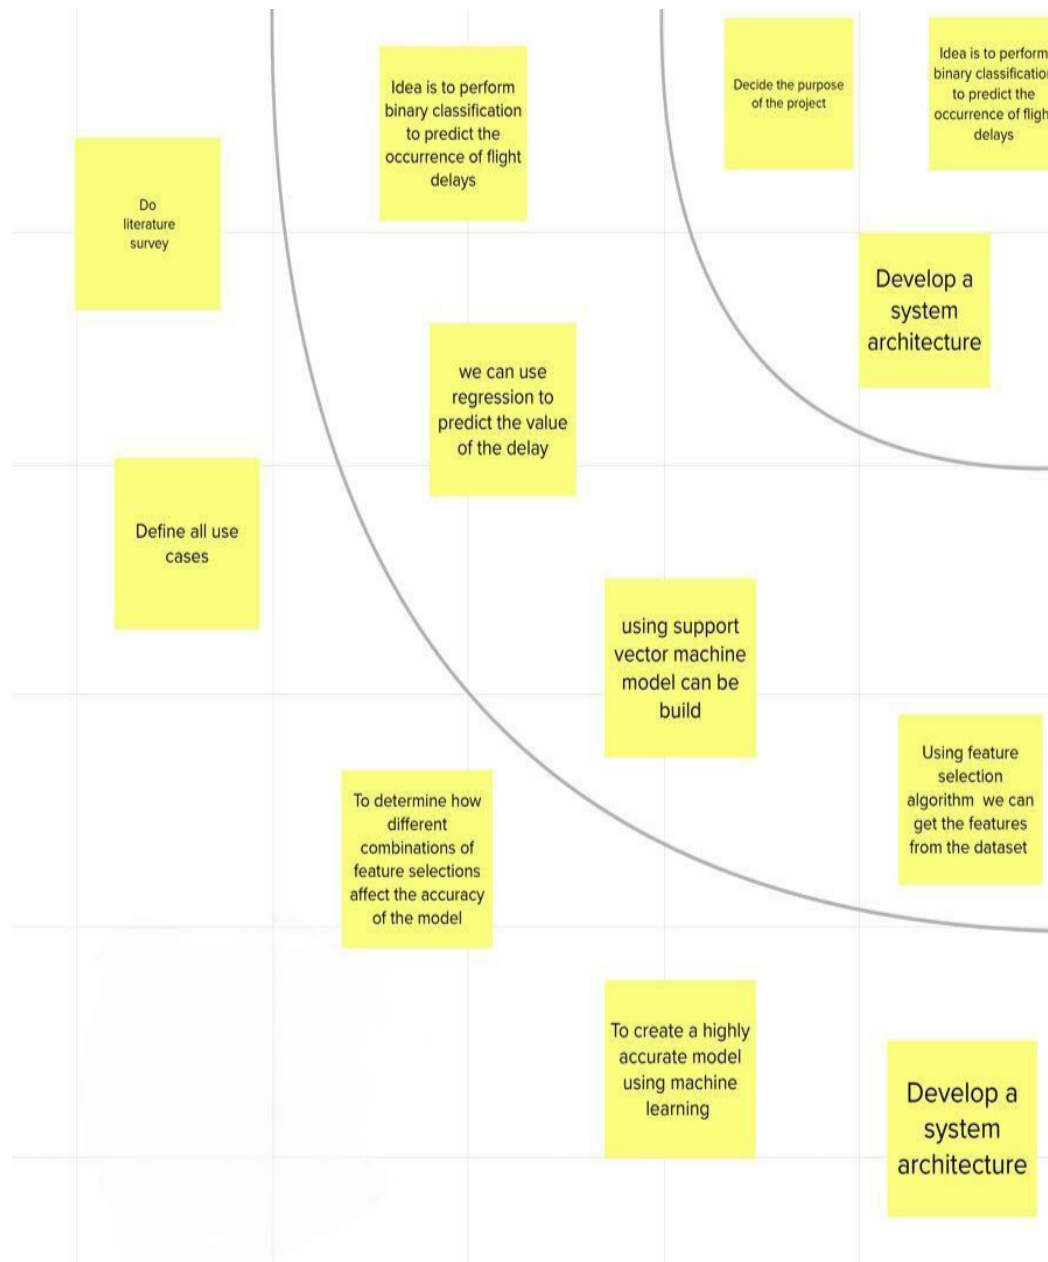 Idea is to perform
binary classification
to predict the
occurrence of flight
delays
Decide the purpose
of the project
Idea is to perform
binary classificatio
to predict the
occurrence of fligh
delays
Do
literature
survey
Develop a
system
architecture
we can use
regression to
predict the value
of the delay
Define all use
cases
using support
vector machine
model can be
build
Using feature
selection
algorithm we can
get the features
from the dataset
To determine how
different
combinations of
feature selections
affect the accuracy
of the model
To create a highly
accurate model
using machine
learning
Develop a
system
architecture